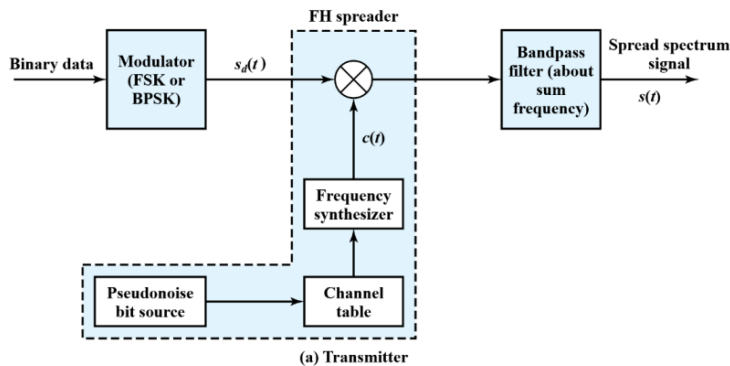 FH spreader
Binary data
Modulator
(FSK or
BPSK)
sd(t)
Bandpass
filter (about
sum
frequency)
Spread spectrum
signal
s(t)
c(t)
Frequency
synthesizer
Pseudonoise
bit source
Channel
table
(a) Transmitter